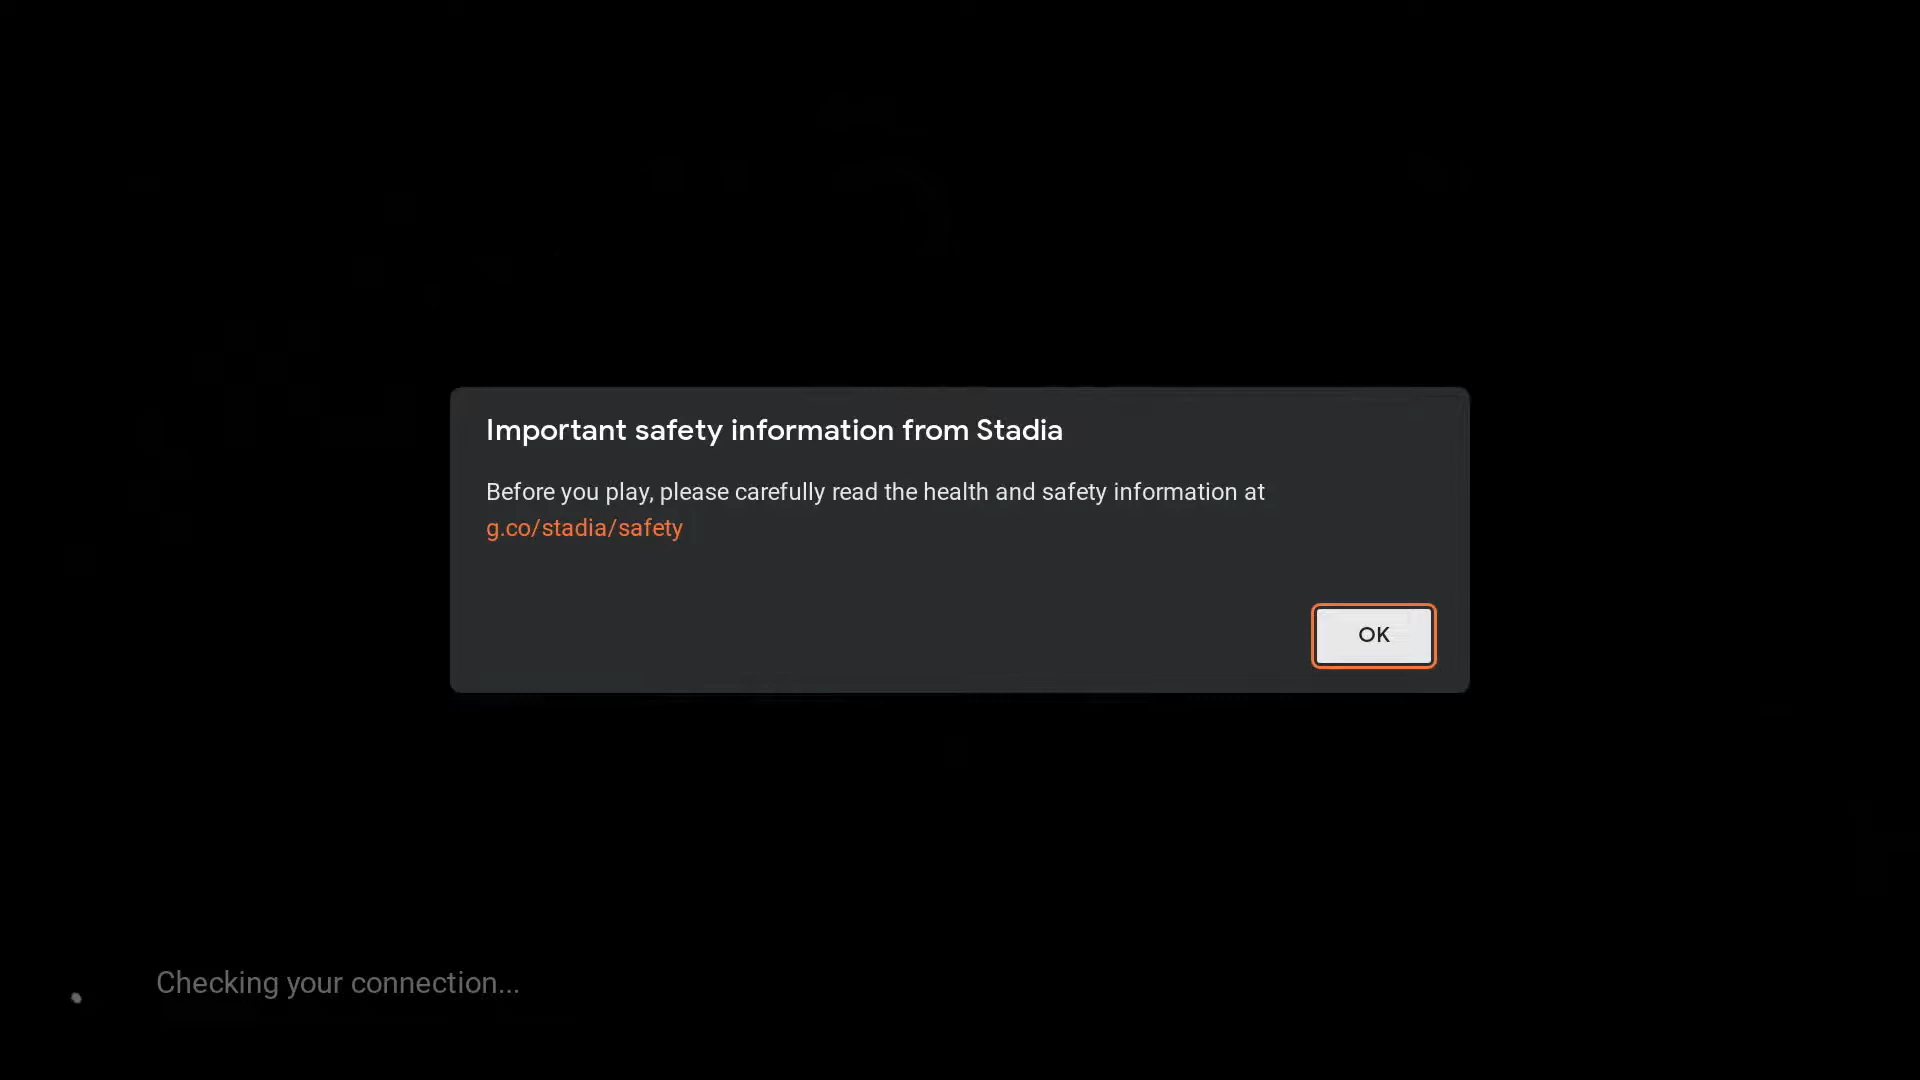 Important safety information from Stadia
Before you play, please carefully read the health and safety information at
g.co/stadia/safety
OK
Checking your connection...